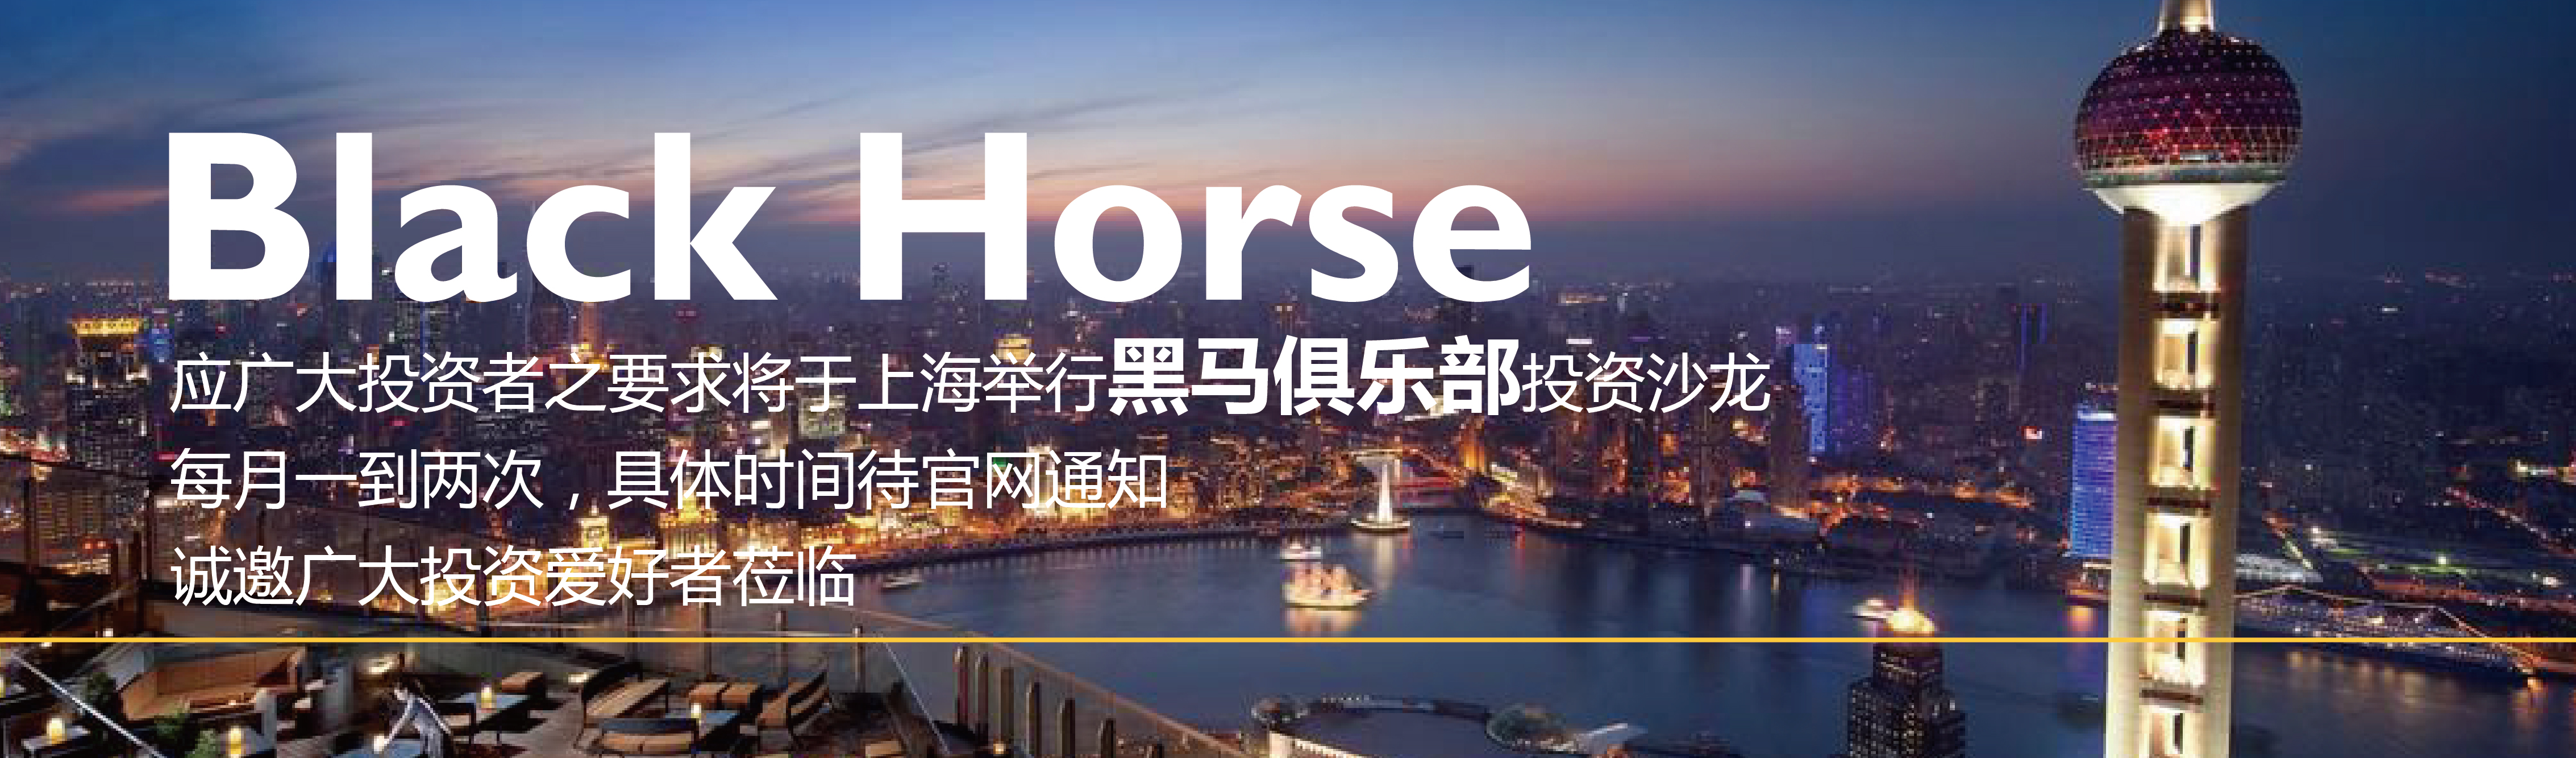 Black Horse
应广大投资者之要求将于上海举行黑马俱乐部投资沙龙
每月一到两次，具体时间待官网通知
诚邀广大投资爱好者莅临